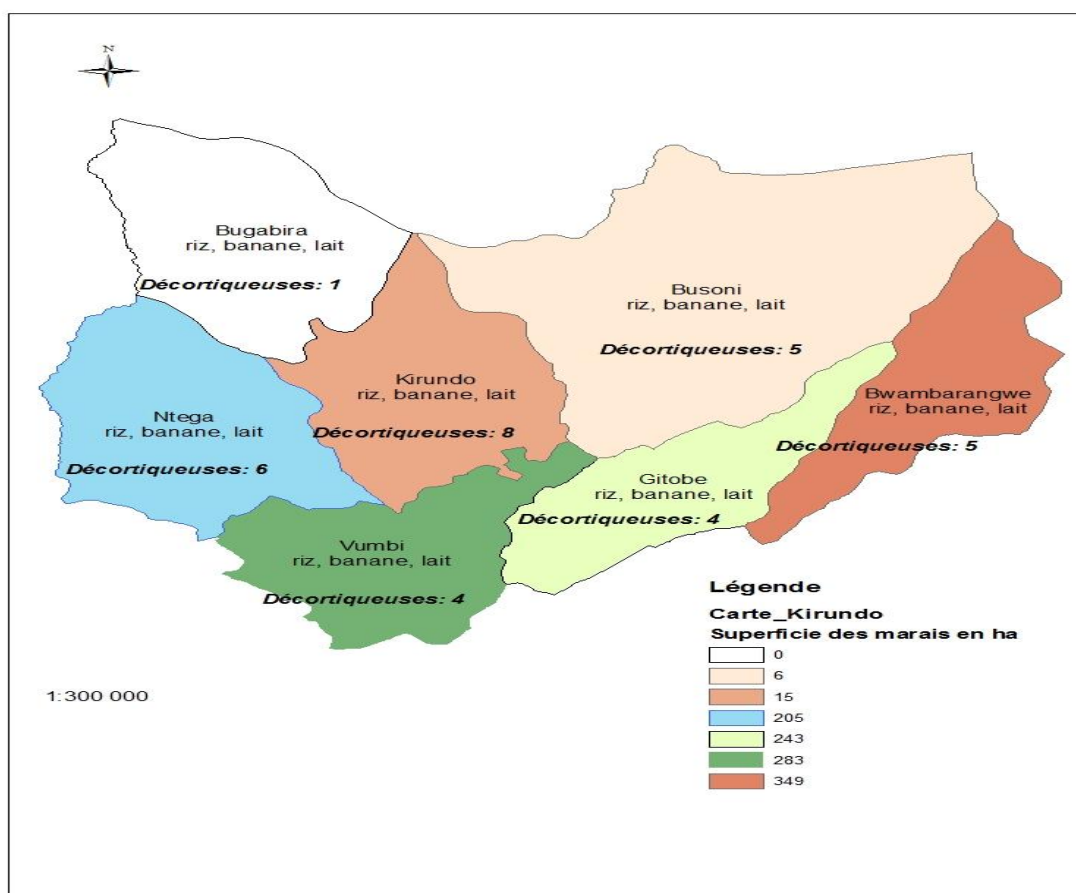 N
Bugabira
riz, banane, lait
Décortiqueuses: 1
Busoni
riz, banane, lait
Décortiqueuses: 5
Kirundo
riz, banane, lait
Décortiqueuses: 8
Bwambarangwe
riz, banane, lait
Décortiqueuses: 5
Ntega
riz, banane, lait
Décortiqueuses: 6
Gitobe
riz, banane, lait
Décortiqueuses: 4
Vumbi
riz, banane, lait
Décortiqueuses: 4
Légende
Carte_Kirundo
Superficie des marais en ha
0
6
15
205
243
283
349
1:300 000